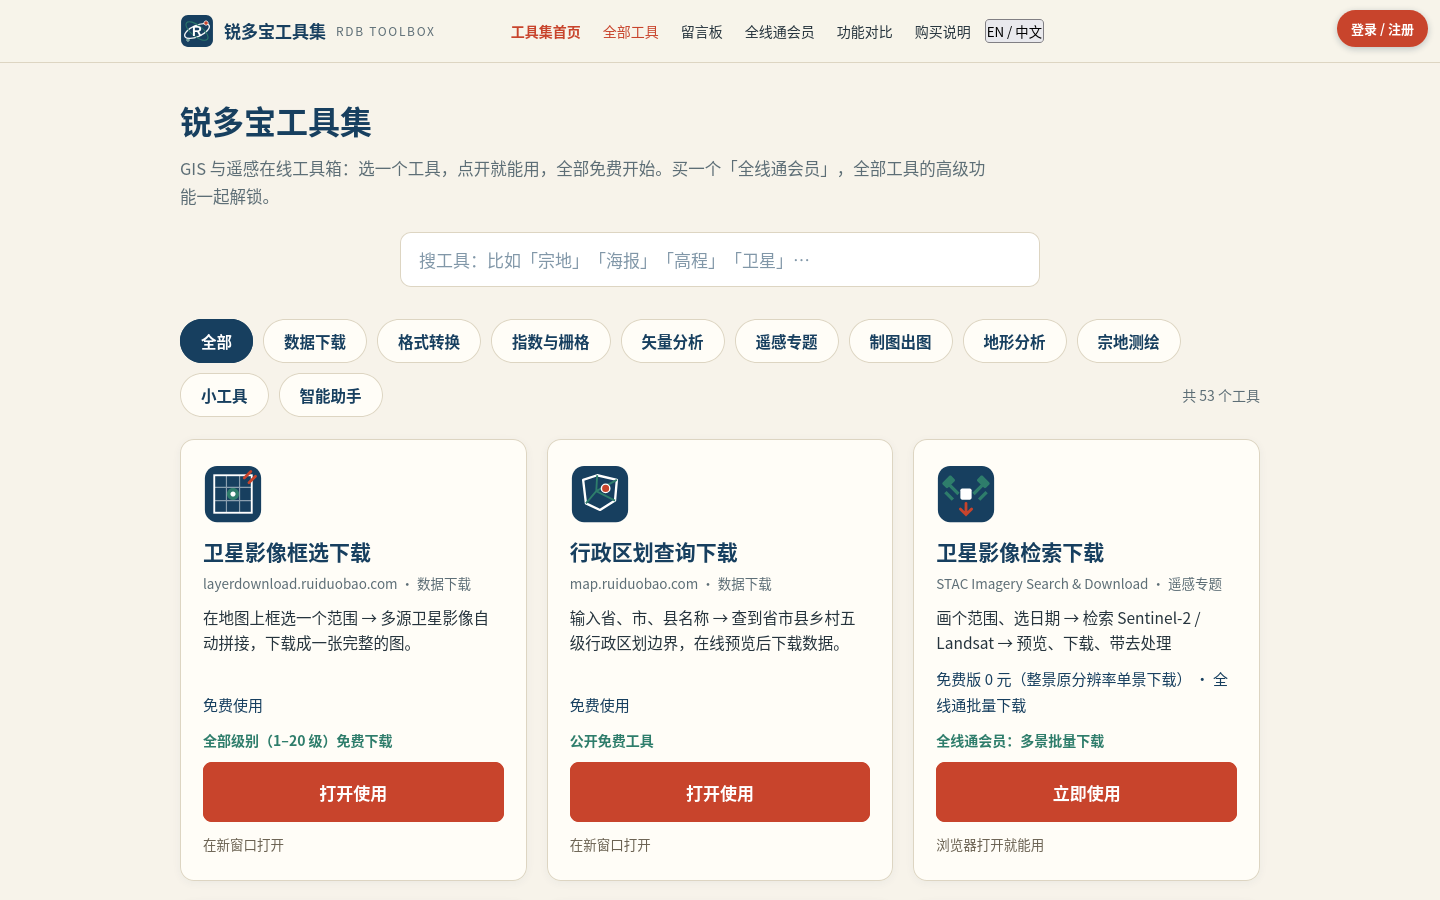 锐多宝工具集 RDB TOOLBOX 工具集首页 全部工具 留言板 全线通会员 功能对比 购买说明 EN / 中文 登录 / 注册
锐多宝工具集
GIS 与遥感在线工具箱：选一个工具，点开就能用，全部免费开始。买一个「全线通会员」，全部工具的高级功
能一起解锁。
搜工具：比如「宗地」「海报」「高程」「卫星」…
全部 数据下载 格式转换 指数与栅格 矢量分析 遥感专题 制图出图 地形分析 宗地测绘
小工具 智能助手 共 53 个工具
卫星影像框选下载
layerdownload.ruiduobao.com · 数据下载
在地图上框选一个范围 → 多源卫星影像自
动拼接，下载成一张完整的图。
免费使用
全部级别（1–20 级）免费下载
打开使用
在新窗口打开
行政区划查询下载
map.ruiduobao.com · 数据下载
输入省、市、县名称 → 查到省市县乡村五
级行政区划边界，在线预览后下载数据。
免费使用
公开免费工具
打开使用
在新窗口打开
卫星影像检索下载
STAC Imagery Search & Download · 遥感专题
画个范围、选日期 → 检索 Sentinel-2 /
Landsat → 预览、下载、带去处理
免费版 0 元（整景原分辨率单景下载） · 全
线通批量下载
全线通会员：多景批量下载
立即使用
浏览器打开就能用